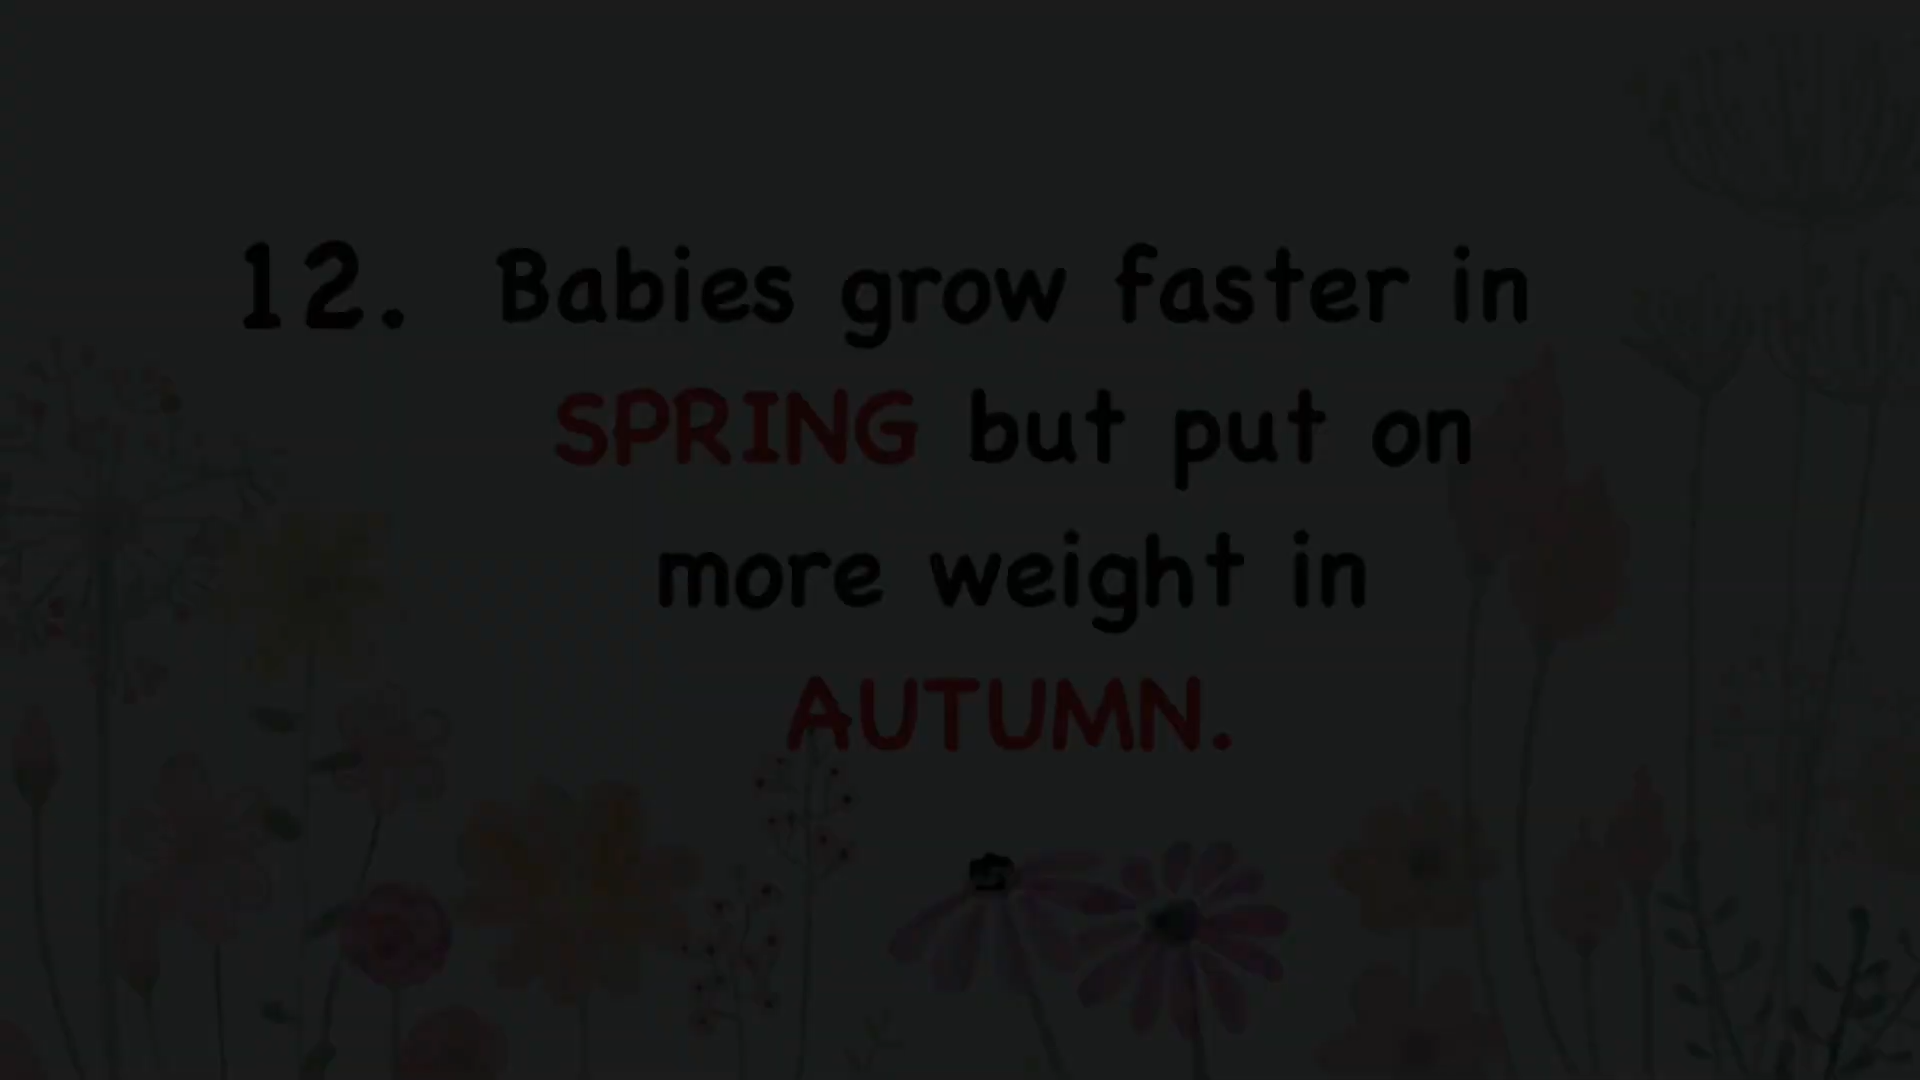 12. Babies grow faster in
SPRING but put on
more weight in
AUTUMN.